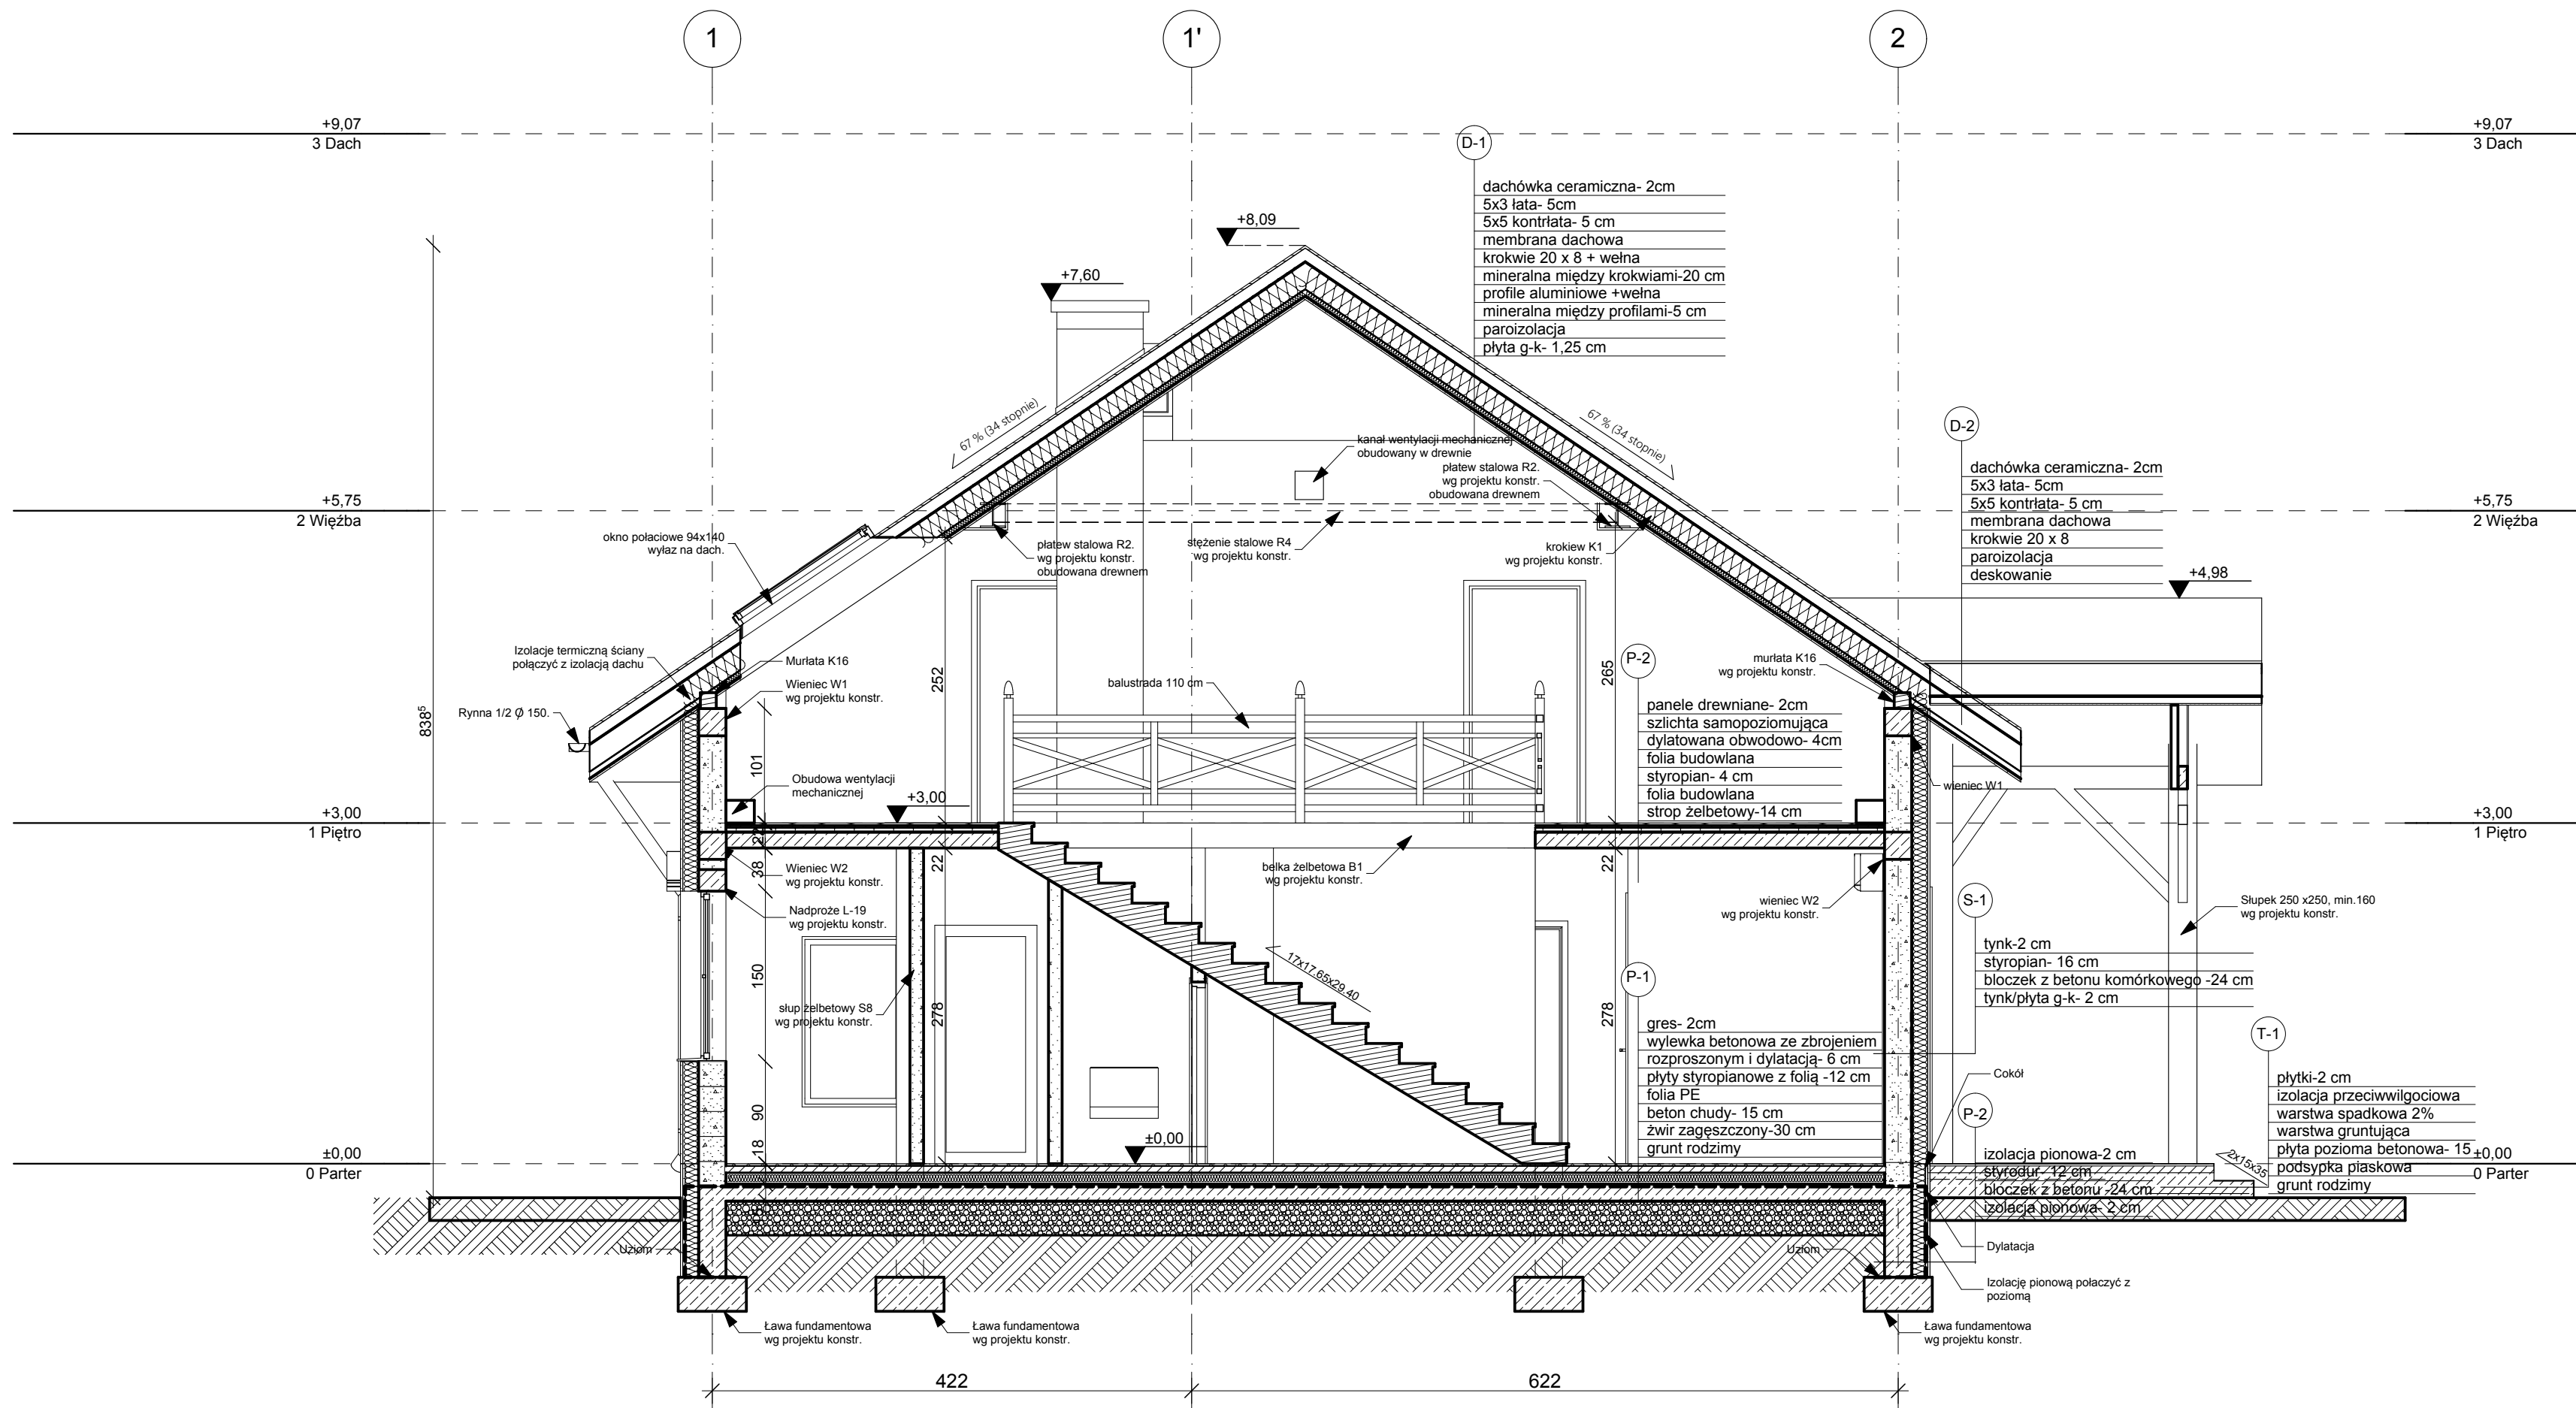 1
1'
2
+9,07
3 Dach
+9,07
3 Dach
D-1
dachówka ceramiczna- 2cm
5x3 łata- 5cm
5x5 kontrłata- 5 cm
membrana dachowa
krokwie 20 x 8 + wełna
mineralna między krokwiami-20 cm
profile aluminiowe +wełna
mineralna między profilami-5 cm
paroizolacja
płyta g-k- 1,25 cm
+8,09
+7,60
67 % (34 stopnie)
67 % (34 stopnie)
kanał wentylacji mechanicznej
obudowany w drewnie
płatew stalowa R2.
wg projektu konstr.
obudowana drewnem
D-2
dachówka ceramiczna- 2cm
5x3 łata- 5cm
5x5 kontrłata- 5 cm
membrana dachowa
krokwie 20 x 8
paroizolacja
deskowanie
+5,75
2 Więźba
+5,75
2 Więźba
okno połaciowe 94x140
wyłaz na dach.
płatew stalowa R2.
wg projektu konstr.
obudowana drewnem
stężenie stalowe R4
wg projektu konstr.
krokiew K1
wg projektu konstr.
+4,98
Izolacje termiczną ściany
połączyć z izolacją dachu
Murłata K16
Wieniec W1
wg projektu konstr.
Rynna 1/2 Ø 150.
838⁵
252
265
balustrada 110 cm
murłata K16
wg projektu konstr.
P-2
panele drewniane- 2cm
szlichta samopoziomująca
dylatowana obwodowo- 4cm
folia budowlana
styropian- 4 cm
folia budowlana
strop żelbetowy-14 cm
101
Obudowa wentylacji
mechanicznej
wieniec W1
+3,00
+3,00
1 Piętro
+3,00
1 Piętro
38
22
22
Wieniec W2
wg projektu konstr.
belka żelbetowa B1
wg projektu konstr.
Nadproże L-19
wg projektu konstr.
wieniec W2
wg projektu konstr.
S-1
tynk-2 cm
styropian- 16 cm
bloczek z betonu komórkowego -24 cm
tynk/płyta g-k- 2 cm
Słupek 250 x250, min.160
wg projektu konstr.
150
17x17.65x29.40
słup żelbetowy S8
wg projektu konstr.
278
278
P-1
gres- 2cm
wylewka betonowa ze zbrojeniem
rozproszonym i dylatacją- 6 cm
płyty styropianowe z folią -12 cm
folia PE
beton chudy- 15 cm
żwir zagęszczony-30 cm
grunt rodzimy
T-1
płytki-2 cm
izolacja przeciwwilgociowa
warstwa spadkowa 2%
warstwa gruntująca
płyta pozioma betonowa- 15
podsypka piaskowa
grunt rodzimy
Cokół
90
18
P-2
izolacja pionowa-2 cm
styrodur- 12 cm
bloczek z betonu -24 cm
izolacja pionowa- 2 cm
2x15x35
±0,00
±0,00
0 Parter
±0,00
0 Parter
Uziom
Uziom
Dylatacja
Izolację pionową połaczyć z
poziomą
Ława fundamentowa
wg projektu konstr.
Ława fundamentowa
wg projektu konstr.
Ława fundamentowa
wg projektu konstr.
422
622